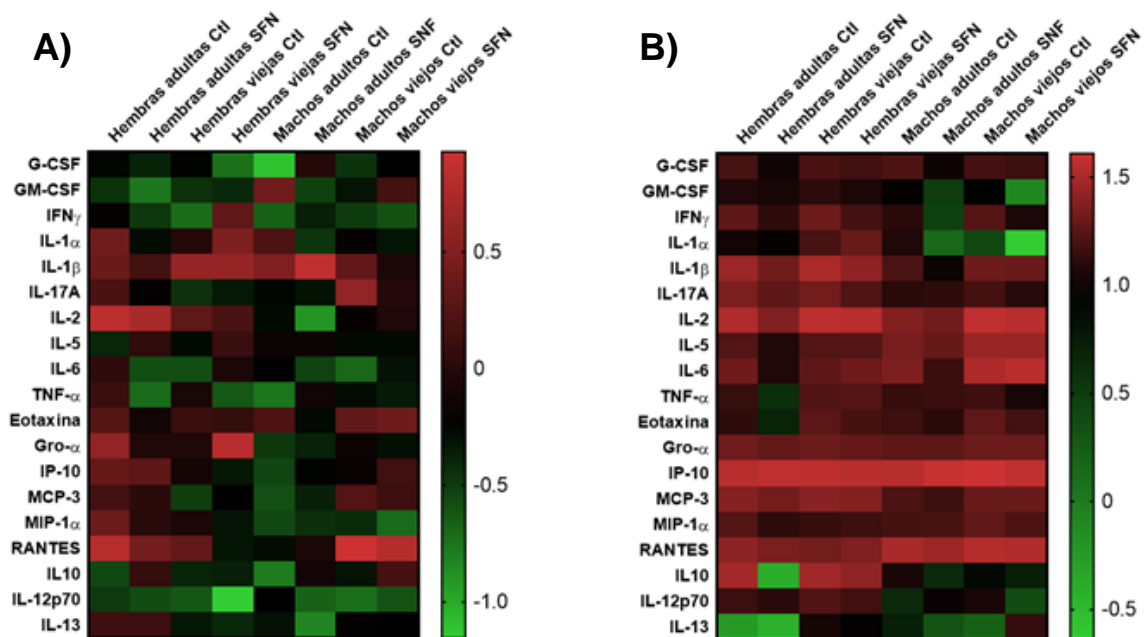 A)
Hembras adultas Ctl
Hembras adultas SFN
Hembras viejas Ctl
Hembras viejas SFN
Machos adultos Ctl
Machos adultos SNF
Machos viejos Ctl
Machos viejos SFN
G-CSF
GM-CSF
IFNγ
IL-1α
IL-1β
IL-17A
IL-2
IL-5
IL-6
TNF-α
Eotaxina
Gro-α
IP-10
MCP-3
MIP-1α
RANTES
IL10
IL-12p70
IL-13
0.5
0
-0.5
-1.0
B)
Hembras adultas Ctl
Hembras adultas SFN
Hembras viejas Ctl
Hembras viejas SFN
Machos adultos Ctl
Machos adultos SNF
Machos viejos Ctl
Machos viejos SFN
G-CSF
GM-CSF
IFNγ
IL-1α
IL-1β
IL-17A
IL-2
IL-5
IL-6
TNF-α
Eotaxina
Gro-α
IP-10
MCP-3
MIP-1α
RANTES
IL10
IL-12p70
IL-13
1.5
1.0
0.5
0
-0.5